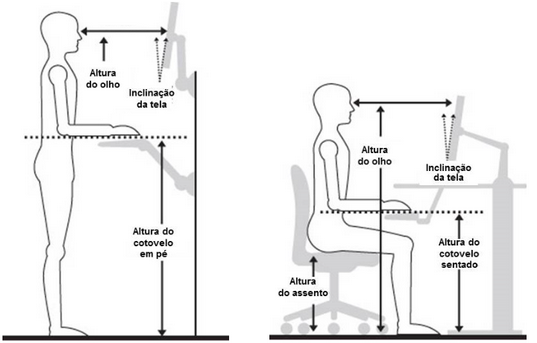 Altura
do olho
Inclinação
da tela
Altura do
cotovelo
em pé
Altura
do olho
Inclinação
da tela
Altura do
cotovelo
sentado
Altura
do assento